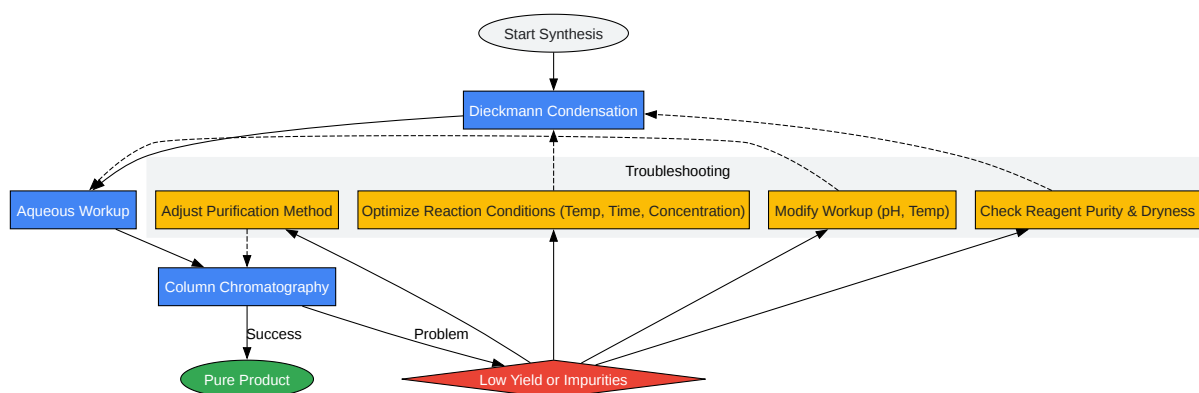 Start Synthesis
Dieckmann Condensation
Troubleshooting
Aqueous Workup
Adjust Purification Method
Optimize Reaction Conditions (Temp, Time, Concentration)
Modify Workup (pH, Temp)
Check Reagent Purity & Dryness
Column Chromatography
Success
Problem
Pure Product
Low Yield or Impurities